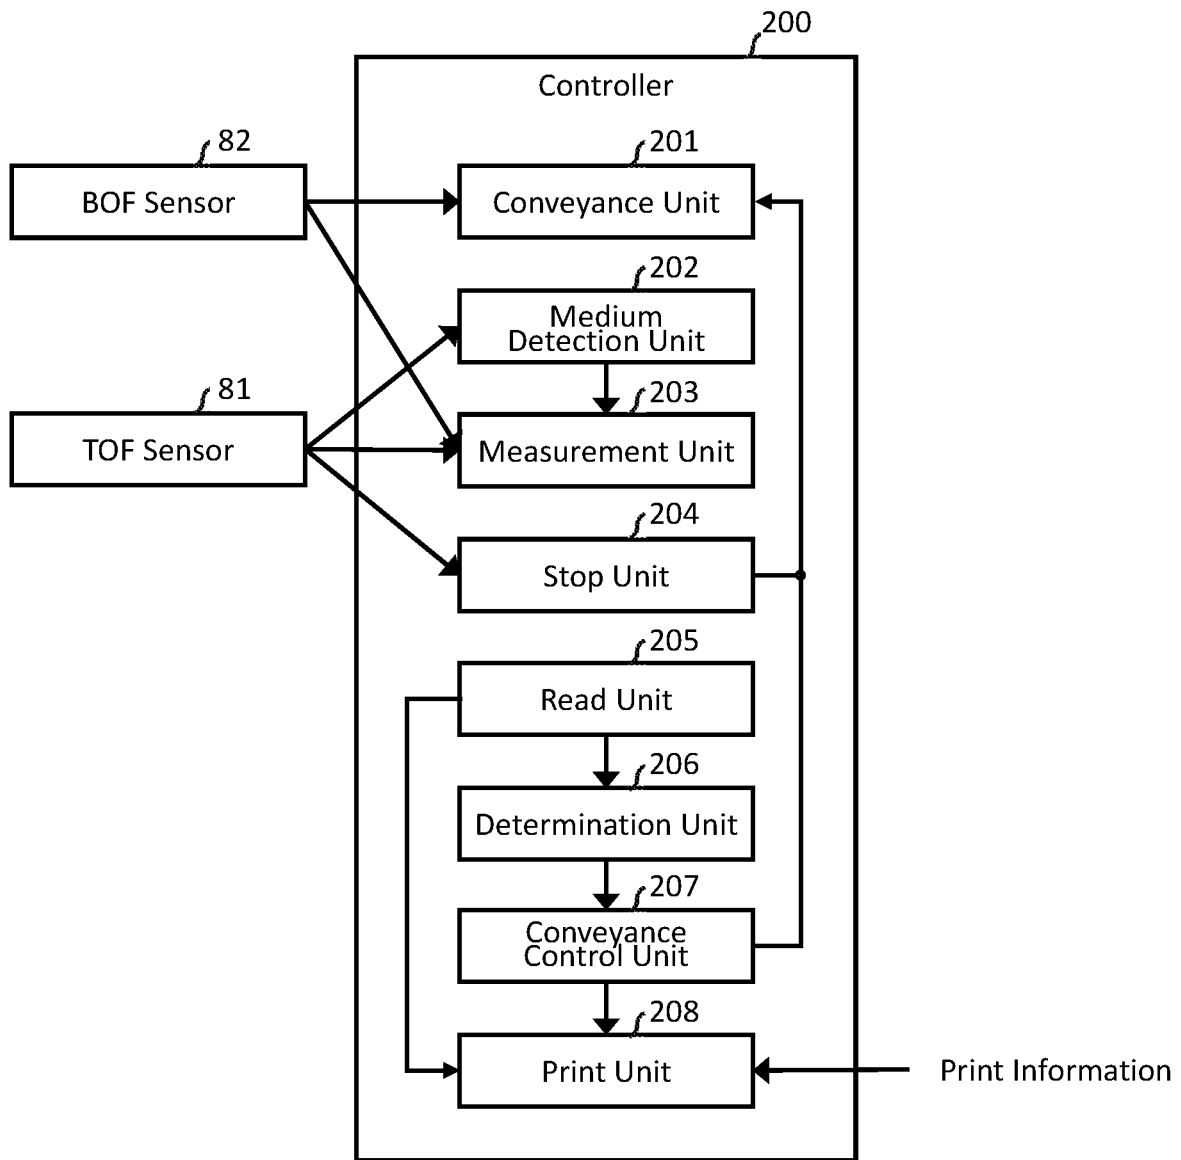 200
Controller
82
201
BOF Sensor
Conveyance Unit
202
Medium
Detection Unit
81
203
TOF Sensor
Measurement Unit
204
Stop Unit
205
Read Unit
206
Determination Unit
207
Conveyance
Control Unit
208
Print Unit
Print Information